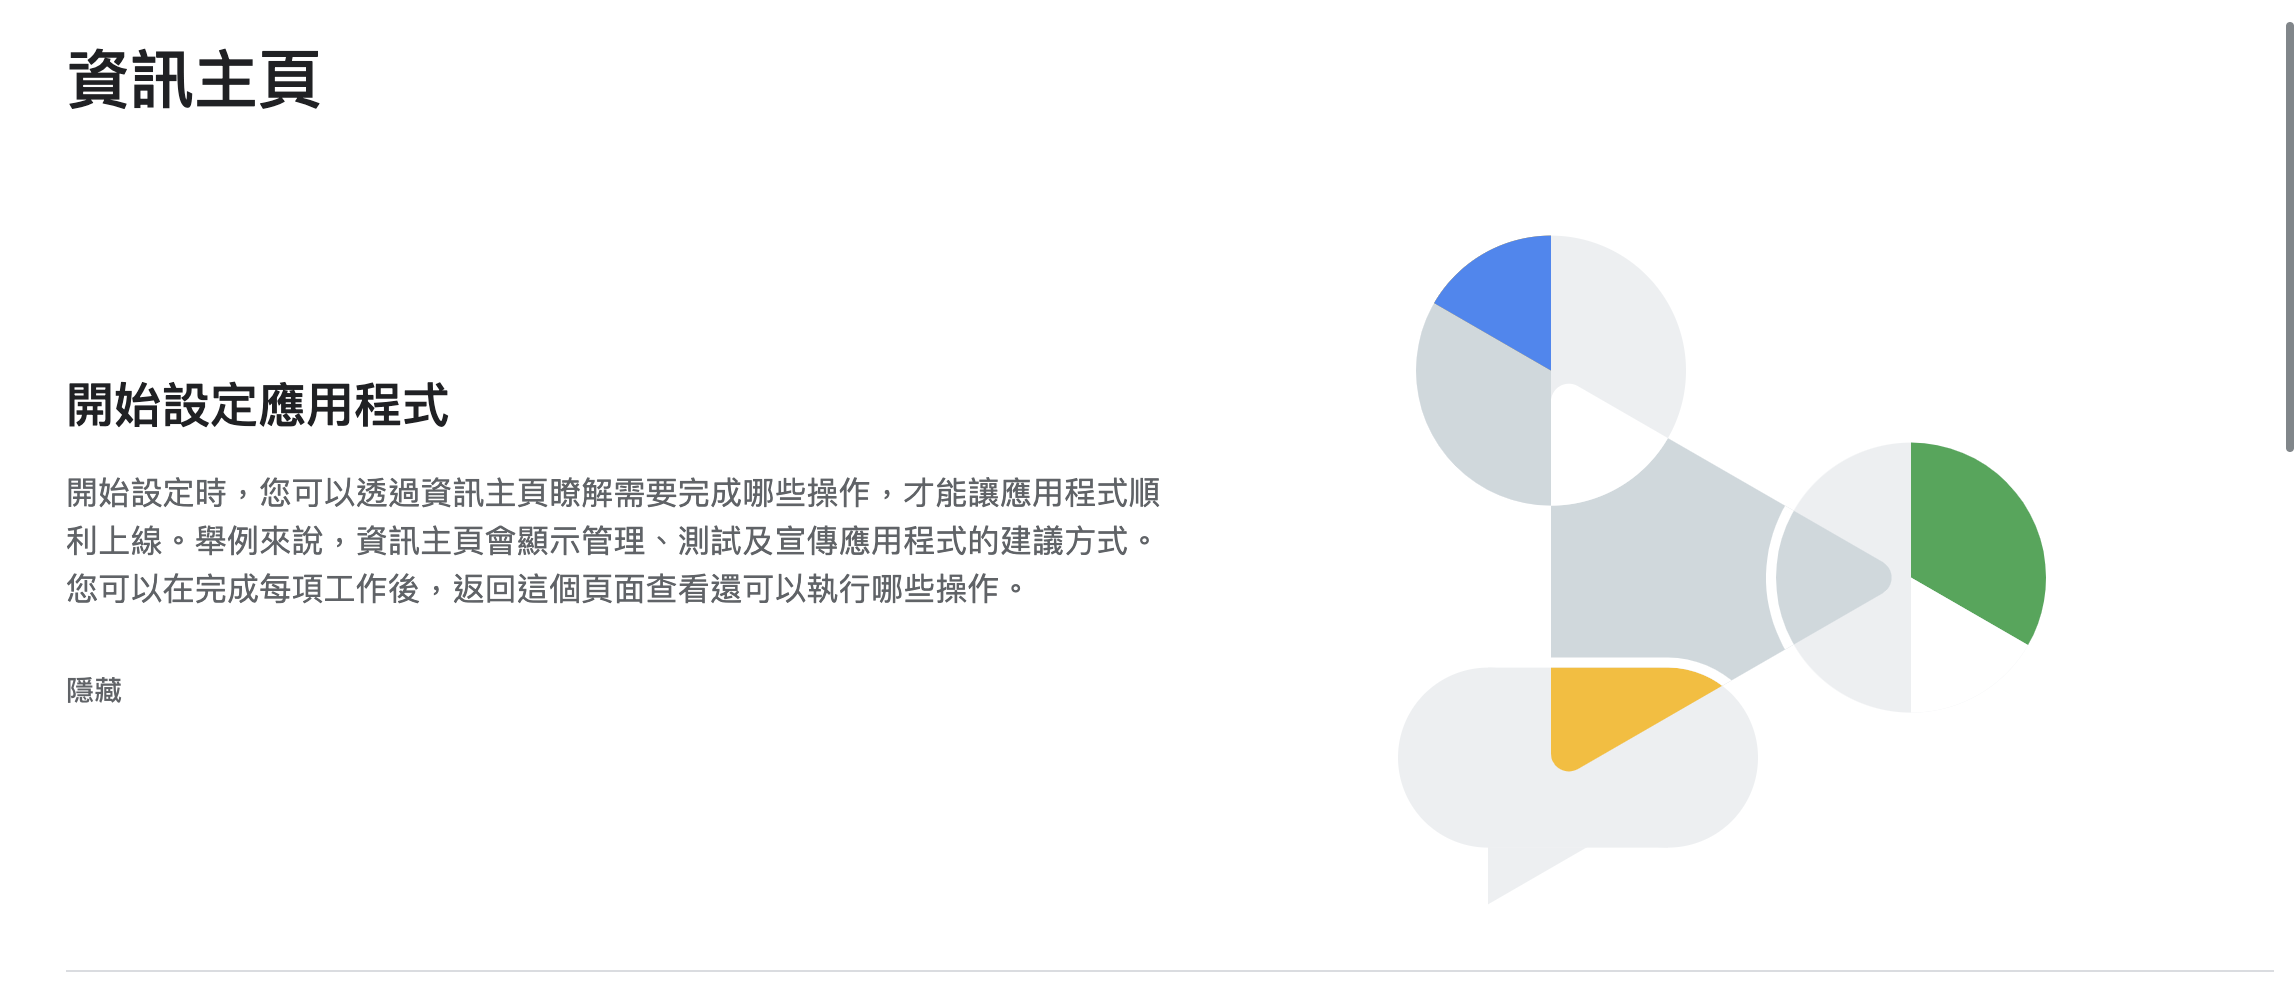 資訊主頁
開始設定應用程式
開始設定時，您可以透過資訊主頁瞭解需要完成哪些操作，才能讓應用程式順
利上線。舉例來說，資訊主頁會顯示管理、測試及宣傳應用程式的建議方式。
您可以在完成每項工作後，返回這個頁面查看還可以執行哪些操作。
隱藏